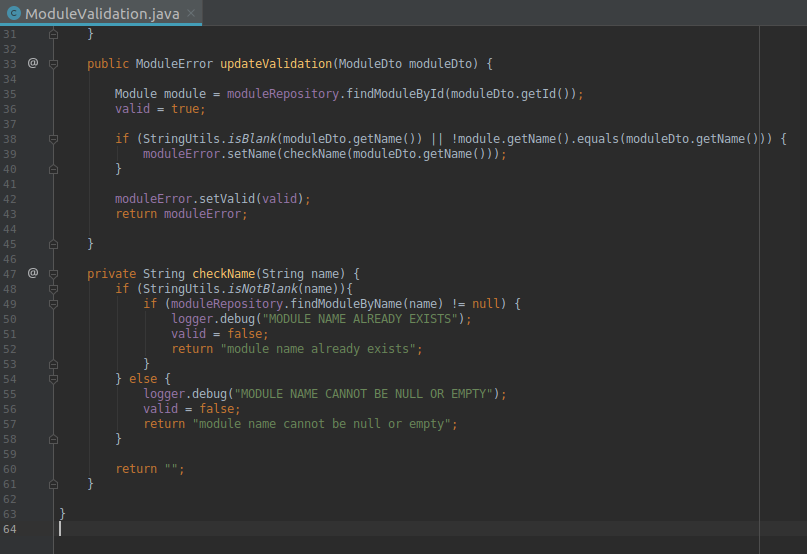 ModuleValidation.java
31 }
32
33 @ public ModuleError updateValidation(ModuleDto moduleDto) {
34
35 Module module = moduleRepository.findModuleById(moduleDto.getId());
36 valid = true;
37
38 if (StringUtils.isBlank(moduleDto.getName()) || !module.getName().equals(moduleDto.getName())) {
39 moduleError.setName(checkName(moduleDto.getName()));
40 }
41
42 moduleError.setValid(valid);
43 return moduleError;
44
45 }
46
47 @ private String checkName(String name) {
48 if (StringUtils.isNotBlank(name)){
49 if (moduleRepository.findModuleByName(name) != null) {
50 logger.debug("MODULE NAME ALREADY EXISTS");
51 valid = false;
52 return "module name already exists";
53 }
54 } else {
55 logger.debug("MODULE NAME CANNOT BE NULL OR EMPTY");
56 valid = false;
57 return "module name cannot be null or empty";
58 }
59
60 return "";
61 }
62
63 }
64